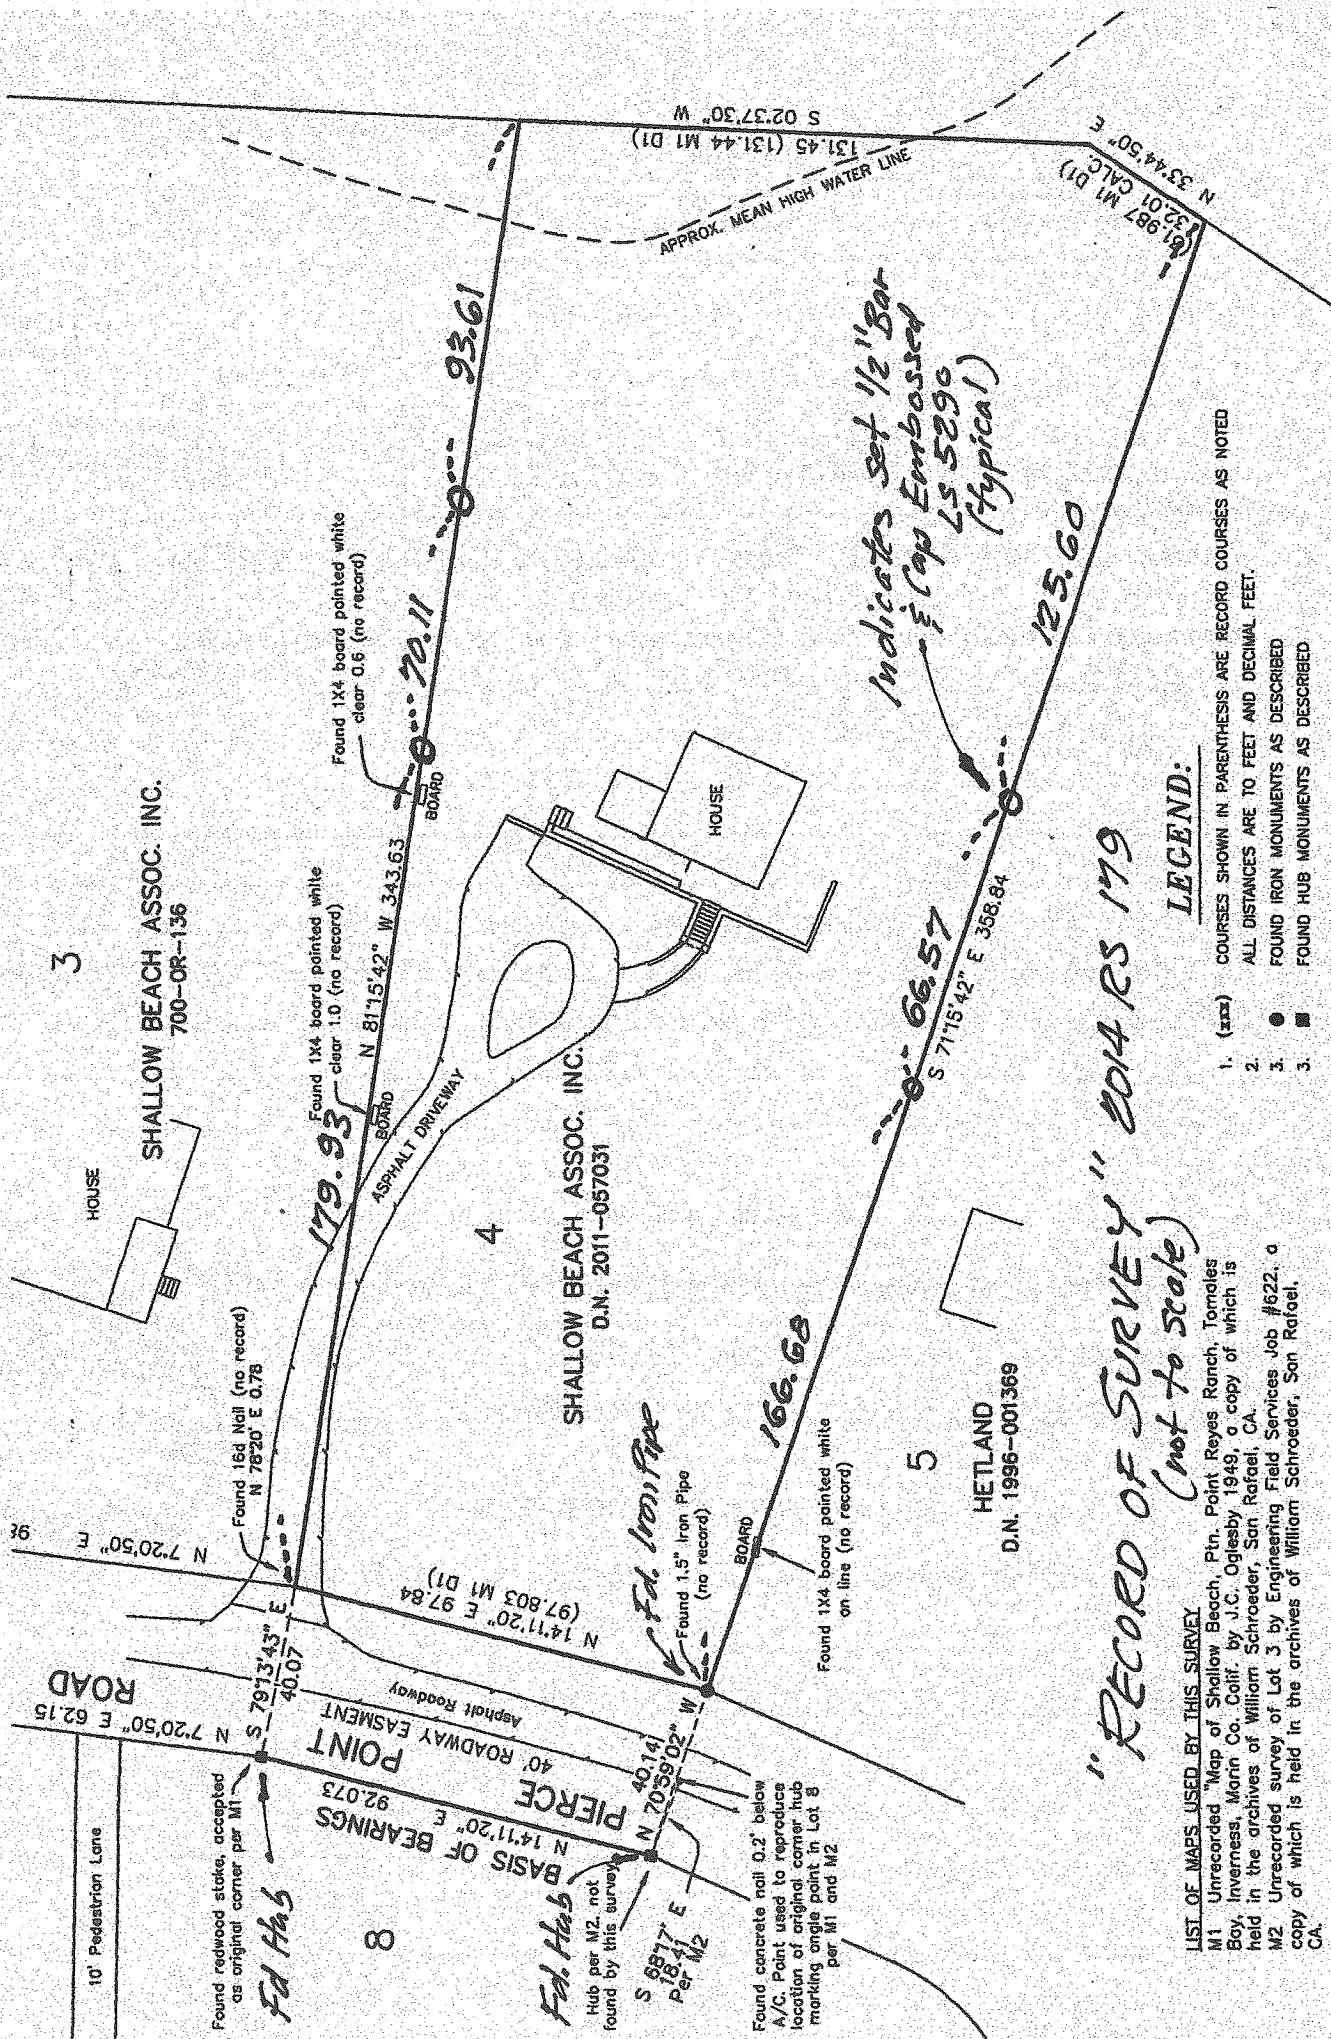 3
SHALLOW BEACH ASSOC. INC.
700-OR-136
HOUSE
10' Pedestrian Lane
Found redwood stake, accepted
as original corner per M1
Fd Hub
8
N 7°20'50" E 62.15
ROAD
N 7°20'50" E
98
Found 16d Nail (no record)
N 78°20' E 0.78
S 79°13'43" E
40.07
179.93
Found 1X4 board painted white
clear 1.0 (no record)
BOARD
N 81°15'42" W 343.63
Found 1X4 board painted white
clear 0.6 (no record)
BOARD
70.11
93.61
S 02°37'30" W
131.45 (131.44 M1 D1)
APPROX. MEAN HIGH WATER LINE
N 33°44'50" E
32.01 CALC.
(31.987 M1 D1)
ASPHALT DRIVEWAY
4
SHALLOW BEACH ASSOC. INC.
D.N. 2011-057031
HOUSE
Indicates Set 1/2" Bar
& Cap Embossed
LS 5290
(typical)
N 14°11'20" E 97.84
(97.803 M1 D1)
Asphalt Roadway
40' ROADWAY EASMENT
PIERCE POINT
92.073
N 14°11'20" E
BASIS OF BEARINGS
Fd. Hub
Hub per M2, not
found by this survey
S 68°17' E
18.41
Per M2
N 70°59'02" W
40.14
Fd. Iron Pipe
Found 1.5" Iron Pipe
(no record)
Found concrete nail 0.2' below
A/C. Point used to reproduce
location of original corner hub
marking angle point in Lot 8
per M1 and M2
166.68
BOARD
Found 1X4 board painted white
on line (no record)
66.57
S 71°15'42" E 358.84
125.60
5
HETLAND
D.N. 1996-001369
"RECORD OF SURVEY" 2014 RS 179
(not to scale)
LEGEND:
1. (xxx) COURSES SHOWN IN PARENTHESIS ARE RECORD COURSES AS NOTED
2. ALL DISTANCES ARE TO FEET AND DECIMAL FEET.
3. ● FOUND IRON MONUMENTS AS DESCRIBED
3. ■ FOUND HUB MONUMENTS AS DESCRIBED
LIST OF MAPS USED BY THIS SURVEY
M1 Unrecorded "Map of Shallow Beach, Ptn. Point Reyes Ranch, Tomales
Bay, Inverness, Marin Co. Calif. by J.C. Oglesby 1949, a copy of which is
held in the archives of William Schroeder, San Rafael, CA.
M2 Unrecorded survey of Lot 3 by Engineering Field Services Job #622, a
copy of which is held in the archives of William Schroeder, San Rafael,
CA.